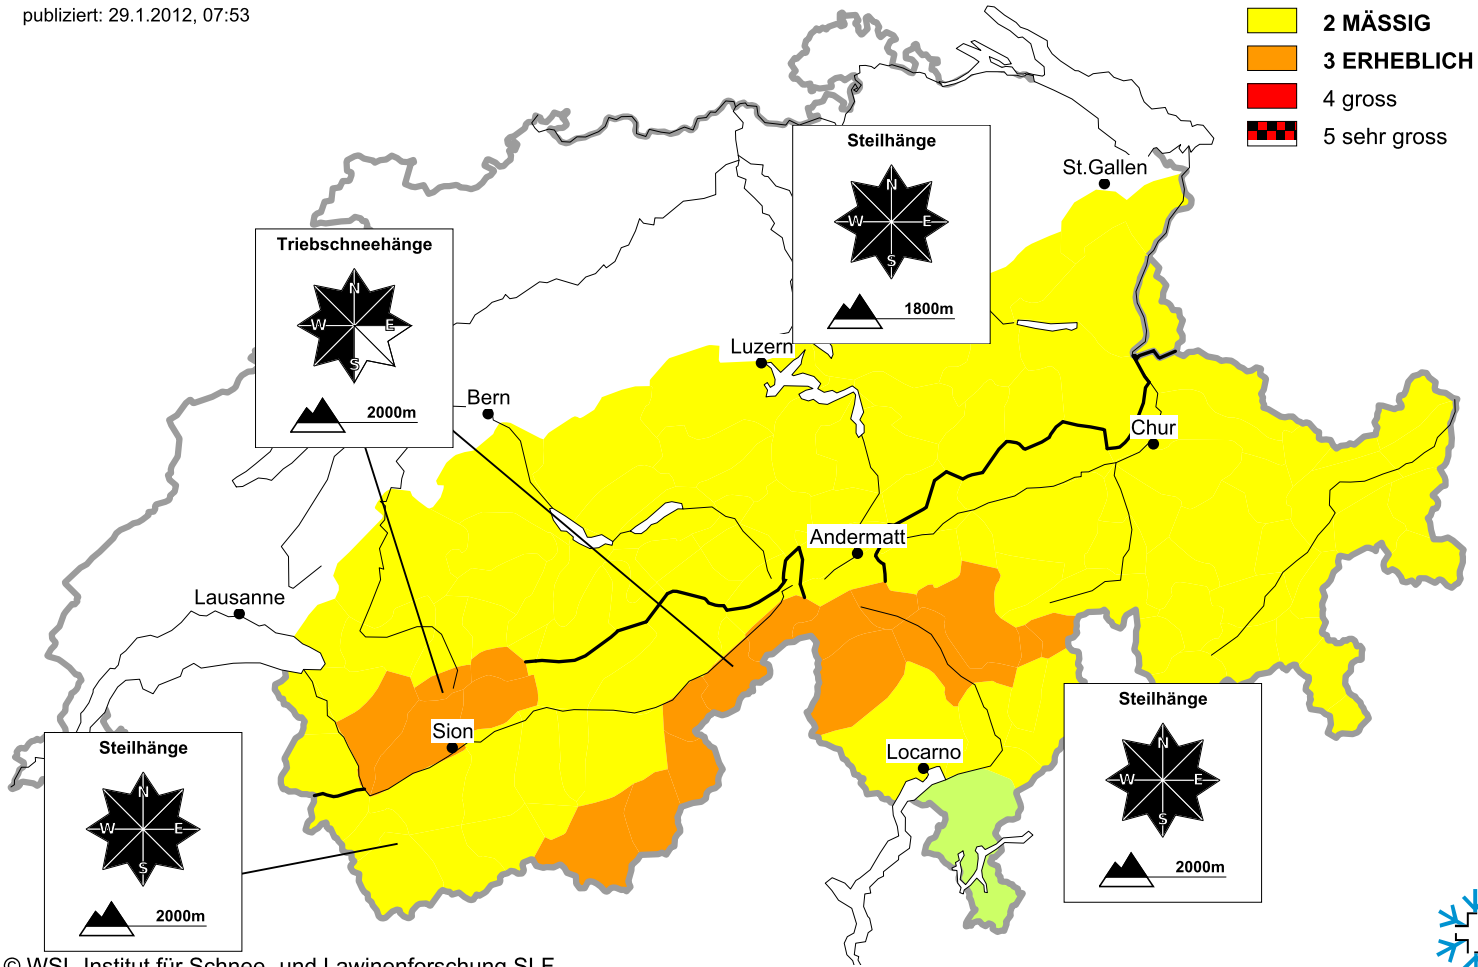 publiziert: 29.1.2012, 07:53
2 MÄSSIG
3 ERHEBLICH
4 gross
5 sehr gross
Steilhänge
N
W E
S
1800m
St.Gallen
Triebschneehänge
N
W E
S
2000m
Luzern
Bern
Chur
Andermatt
Lausanne
Sion
Locarno
Steilhänge
N
W E
S
2000m
Steilhänge
N
W E
S
2000m
© WSL-Institut für Schnee- und Lawinenforschung SLF